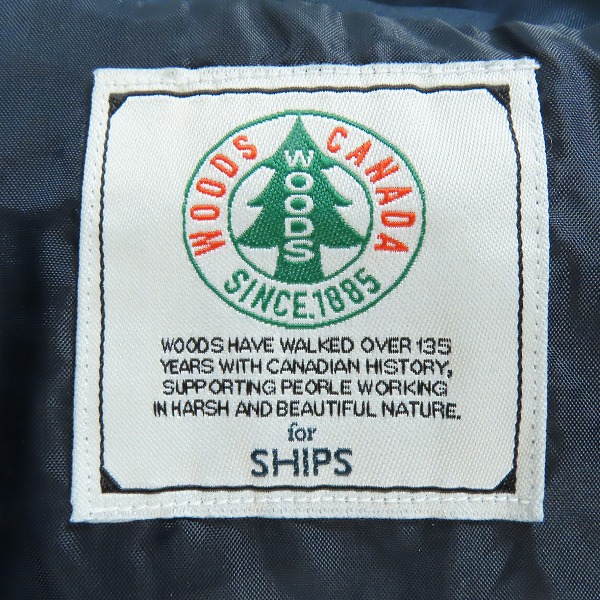 WOODS CANADA
WOODS
SINCE.1885
WOODS HAVE WALKED OVER 135
YEARS WITH CANADIAN HISTORY,
SUPPORTING PEORLE WORKING
IN HARSH AND BEAUTIFUL NATURE.
for
SHIPS